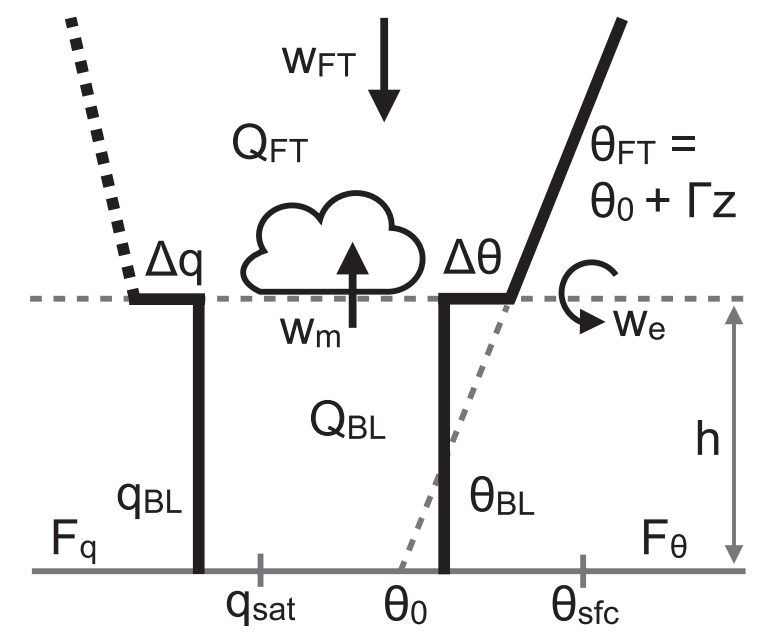 w_FT
Q_FT
θ_FT =
θ_0 + Γz
Δq
Δθ
w_m
w_e
Q_BL
h
q_BL
θ_BL
F_q
F_θ
q_sat
θ_0
θ_sfc